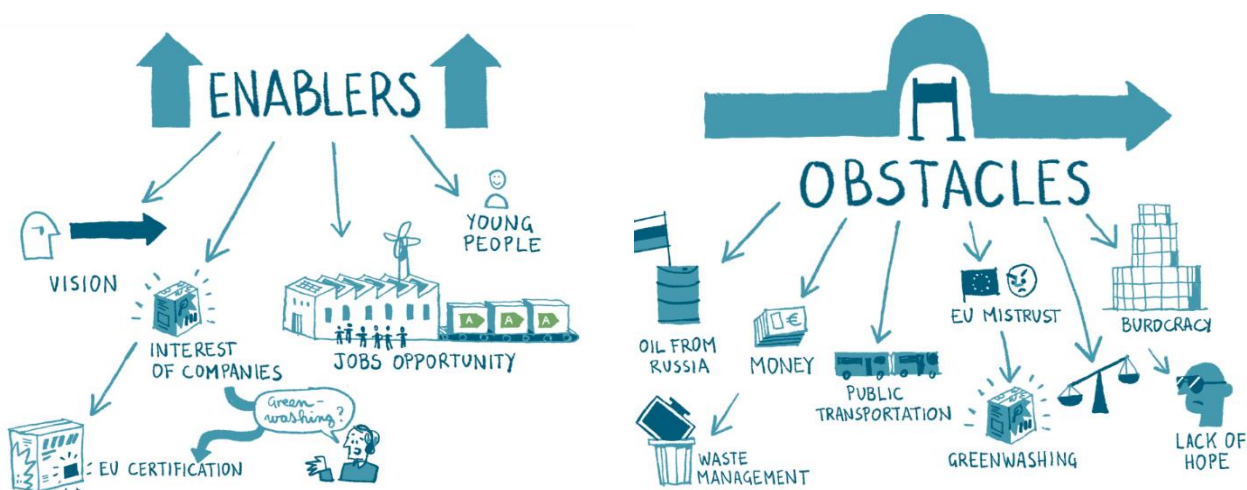 ENABLERS
VISION
INTEREST
OF COMPANIES
YOUNG
PEOPLE
A A A
JOBS OPPORTUNITY
Green-
washing?
EU CERTIFICATION
OBSTACLES
OIL FROM
RUSSIA
MONEY
€
PUBLIC
TRANSPORTATION
EU MISTRUST
BUROCRACY
WASTE
MANAGEMENT
GREENWASHING
LACK OF
HOPE